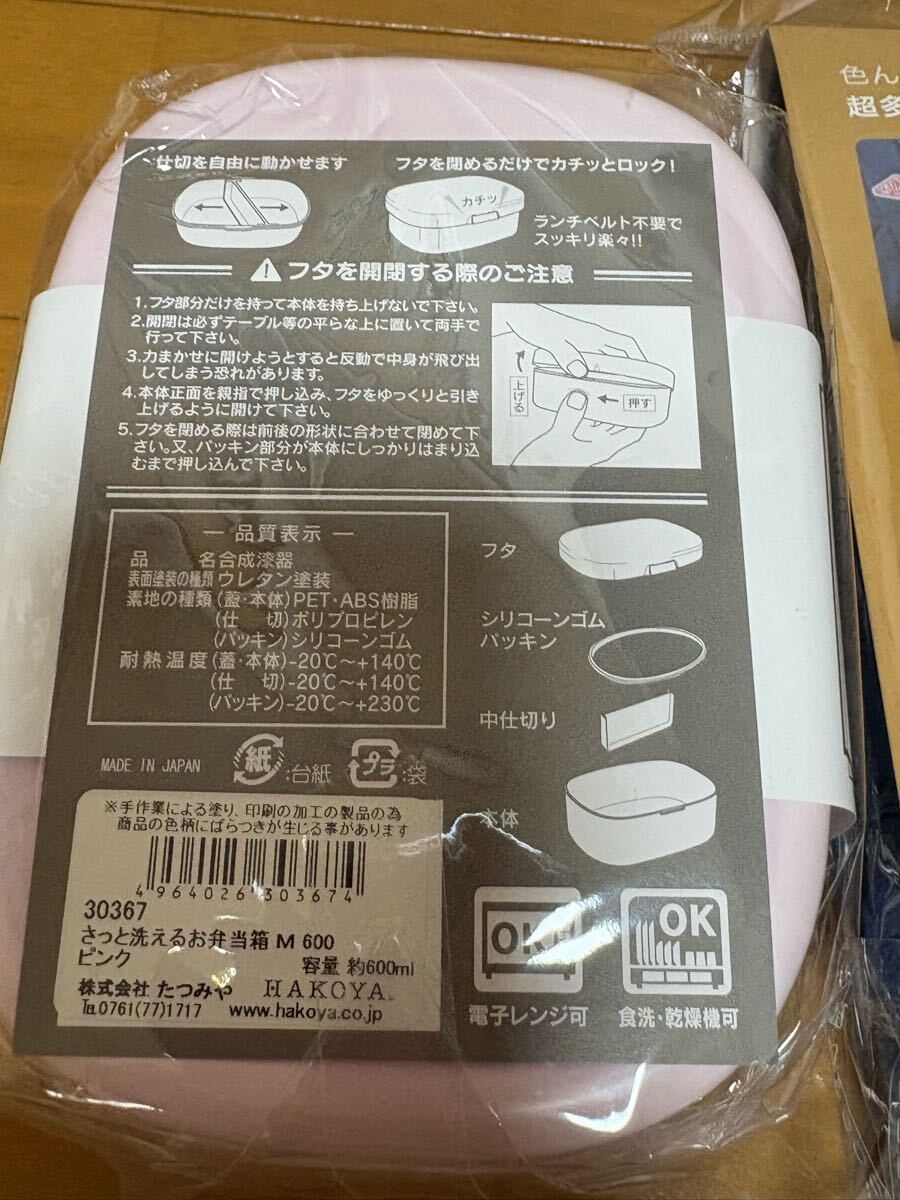 仕切を自由に動かせます
フタを閉めるだけでカチッとロック！
カチッ
ランチベルト不要で
スッキリ楽々!!
フタを開閉する際のご注意
1.フタ部分だけを持って本体を持ち上げないで下さい。
2.開閉は必ずテーブル等の平らな上に置いて両手で
行って下さい。
3.力まかせに開けようとすると反動で中身が飛び出
してしまう恐れがあります。
4.本体正面を親指で押し込み、フタをゆっくりと引き
上げるように開けて下さい。
5.フタを閉める際は前後の形状に合わせて閉めて下
さい。又、パッキン部分が本体にしっかりはまり込
むまで押し込んで下さい。
上げる
押す
― 品質表示 ―
品 名 合成漆器
表面塗装の種類 ウレタン塗装
素地の種類 (蓋・本体) PET・ABS樹脂
(仕 切) ポリプロピレン
(パッキン) シリコーンゴム
耐熱温度 (蓋・本体) -20℃～+140℃
(仕 切) -20℃～+140℃
(パッキン) -20℃～+230℃
フタ
シリコーンゴム
パッキン
中仕切り
本体
MADE IN JAPAN
紙 :台紙
プラ :袋
※手作業による塗り、印刷の加工の製品の為
商品の色柄にばらつきが生じる事があります
4 964026 303674
30367
さっと洗えるお弁当箱 M 600
ピンク
容量 約600ml
株式会社 たつみや HAKOYA
TEL 0761(77)1717 www.hakoya.co.jp
OK
電子レンジ可
OK
食洗・乾燥機可
色ん
超多